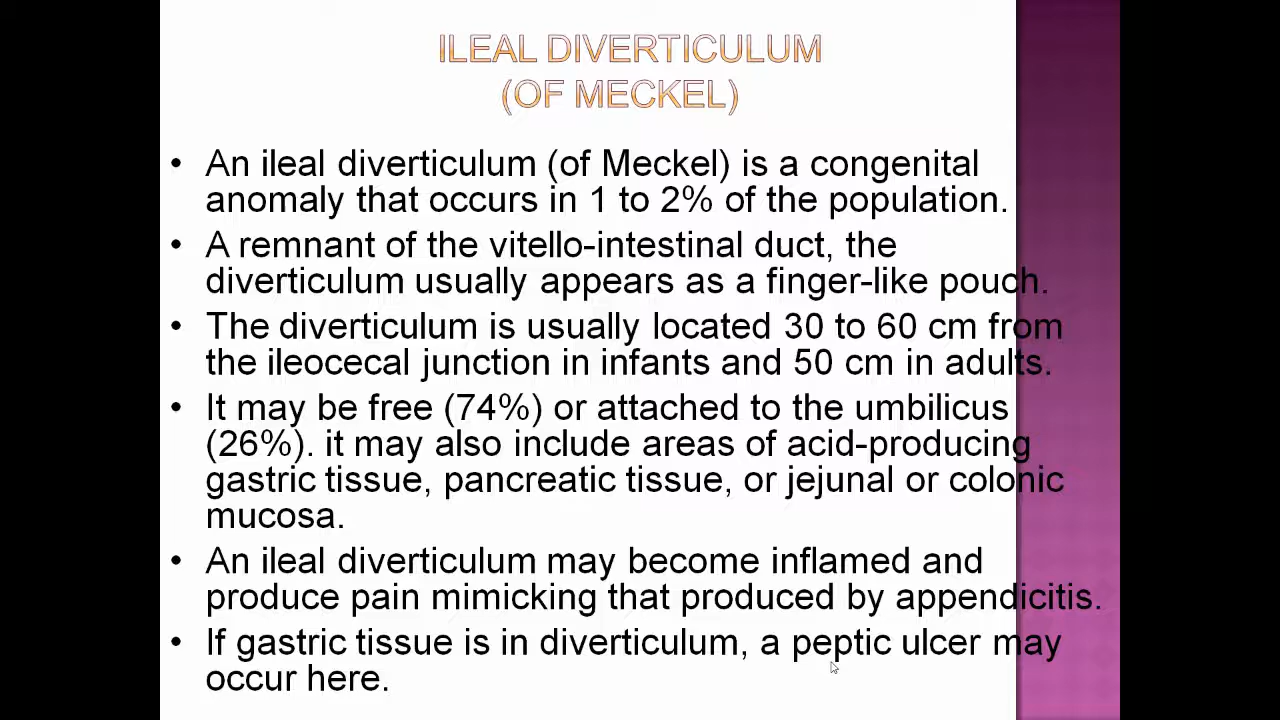 ILEAL DIVERTICULUM
(OF MECKEL)
• An ileal diverticulum (of Meckel) is a congenital
anomaly that occurs in 1 to 2% of the population.
• A remnant of the vitello-intestinal duct, the
diverticulum usually appears as a finger-like pouch.
• The diverticulum is usually located 30 to 60 cm from
the ileocecal junction in infants and 50 cm in adults.
• It may be free (74%) or attached to the umbilicus
(26%). it may also include areas of acid-producing
gastric tissue, pancreatic tissue, or jejunal or colonic
mucosa.
• An ileal diverticulum may become inflamed and
produce pain mimicking that produced by appendicitis.
• If gastric tissue is in diverticulum, a peptic ulcer may
occur here.